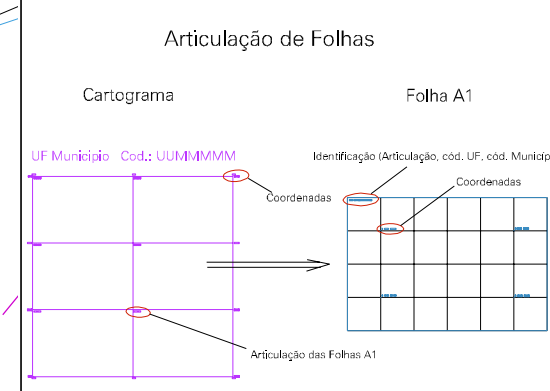 Articulação de Folhas
Cartograma
Folha A1
UF Municipio Cod.: UUMMMMM
Identificação (Articulação, cód. UF, cód. Municíp
Coordenadas
Coordenadas
Articulação das Folhas A1